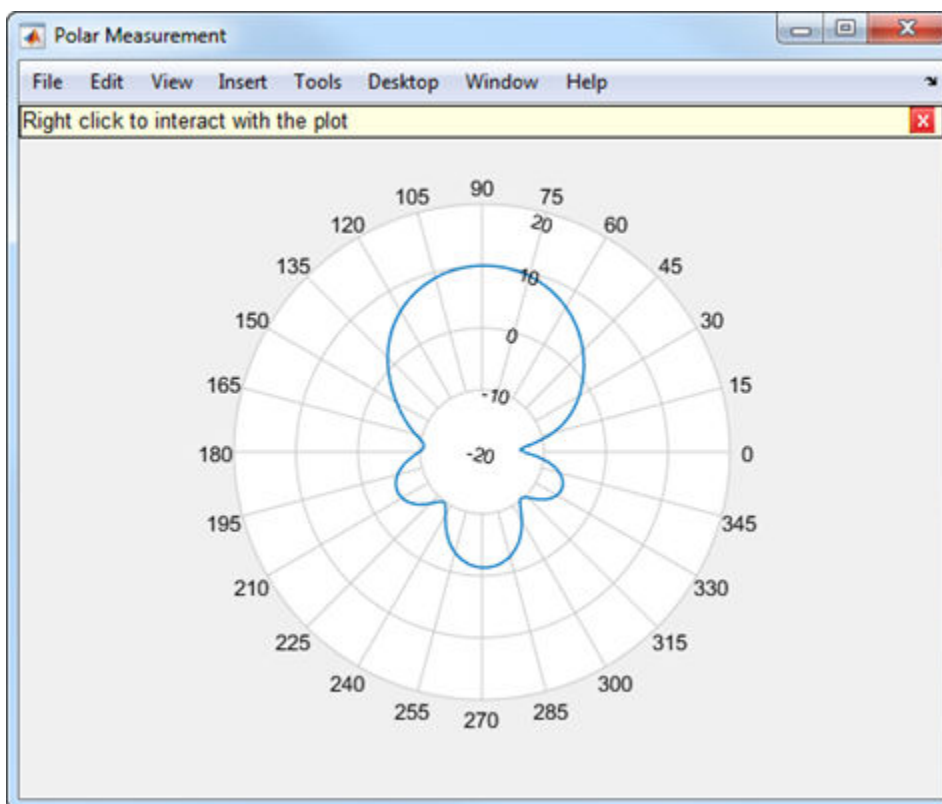 Polar Measurement
File Edit View Insert Tools Desktop Window Help
Right click to interact with the plot
90
105 75
120 20 60
135 45
10
150 30
0
165 15
-10
180 -20 0
195 345
210 330
225 315
240 300
255 285
270